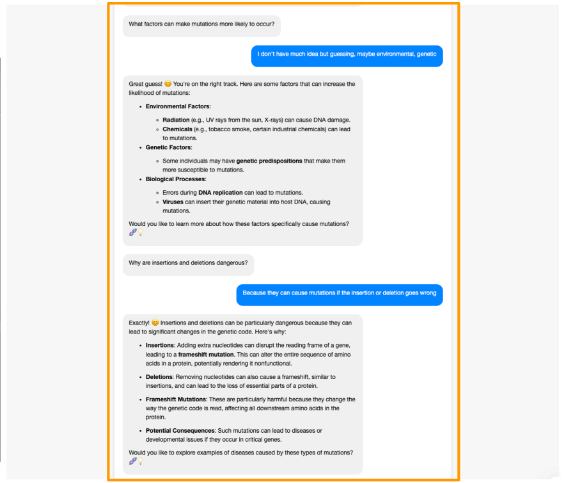 What factors can make mutations more likely to occur?
I don't have much idea but guessing, maybe environmental, genetic
Great guess! 😊 You're on the right track. Here are some factors that can increase the
likelihood of mutations:
• Environmental Factors:
Radiation (e.g., UV rays from the sun, X-rays) can cause DNA damage.
Chemicals (e.g., tobacco smoke, certain industrial chemicals) can lead
to mutations.
• Genetic Factors:
Some individuals may have genetic predispositions that make them
more susceptible to mutations.
• Biological Processes:
Errors during DNA replication can lead to mutations.
Viruses can insert their genetic material into host DNA, causing
mutations.
Would you like to learn more about how these factors specifically cause mutations?
🧬✨
Why are insertions and deletions dangerous?
Because they can cause mutations if the insertion or deletion goes wrong
Exactly! 😊 Insertions and deletions can be particularly dangerous because they can
lead to significant changes in the genetic code. Here's why:
• Insertions: Adding extra nucleotides can disrupt the reading frame of a gene,
leading to a frameshift mutation. This can alter the entire sequence of amino
acids in a protein, potentially rendering it nonfunctional.
• Deletions: Removing nucleotides can also cause a frameshift, similar to
insertions, and can lead to the loss of essential parts of a protein.
• Frameshift Mutations: These are particularly harmful because they change the
way the genetic code is read, affecting all downstream amino acids in the
protein.
• Potential Consequences: Such mutations can lead to diseases or
developmental issues if they occur in critical genes.
Would you like to explore examples of diseases caused by these types of mutations?
🧬✨